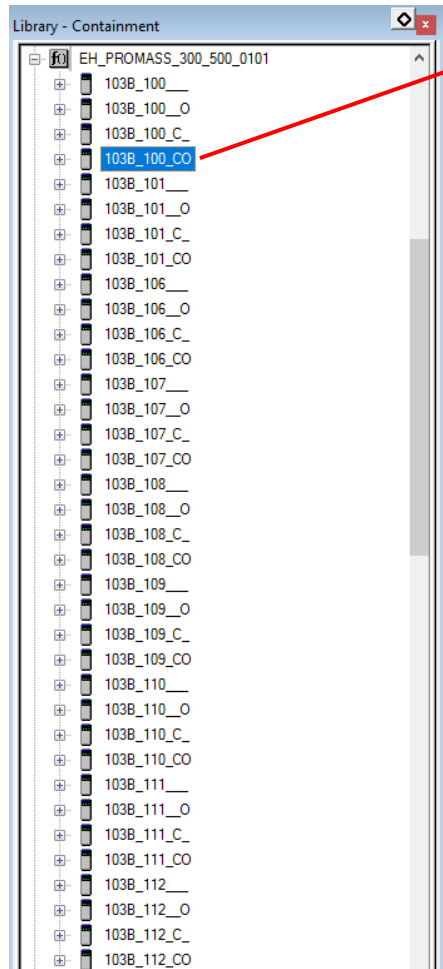 Library - Containment
EH_PROMASS_300_500_0101
103B_100___
103B_100__O
103B_100_C_
103B_100_CO
103B_101___
103B_101__O
103B_101_C_
103B_101_CO
103B_106___
103B_106__O
103B_106_C_
103B_106_CO
103B_107___
103B_107__O
103B_107_C_
103B_107_CO
103B_108___
103B_108__O
103B_108_C_
103B_108_CO
103B_109___
103B_109__O
103B_109_C_
103B_109_CO
103B_110___
103B_110__O
103B_110_C_
103B_110_CO
103B_111___
103B_111__O
103B_111_C_
103B_111_CO
103B_112___
103B_112__O
103B_112_C_
103B_112_CO